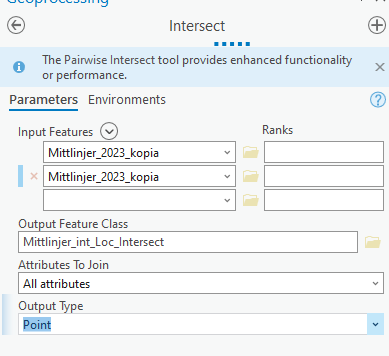 Geoprocessing
Intersect
The Pairwise Intersect tool provides enhanced functionality
or performance.
Parameters Environments
Input Features Ranks
Mittlinjer_2023_kopia
Mittlinjer_2023_kopia
Output Feature Class
Mittlinjer_int_Loc_Intersect
Attributes To Join
All attributes
Output Type
Point